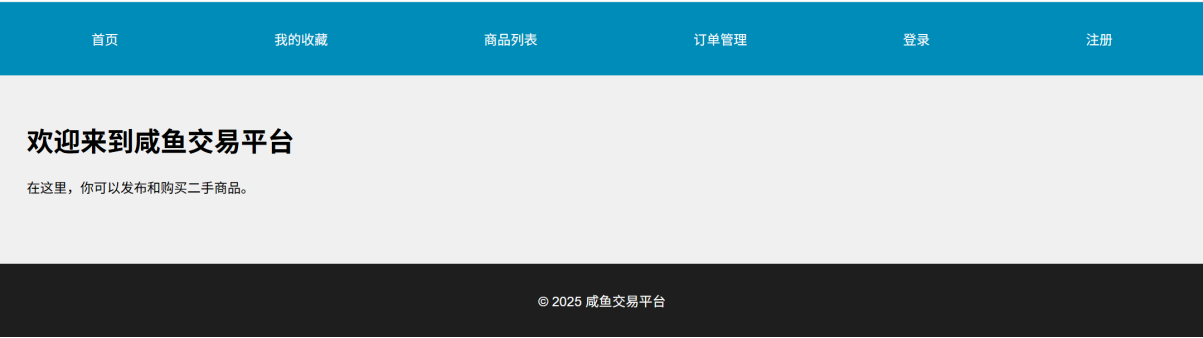 首页 我的收藏 商品列表 订单管理 登录 注册
欢迎来到咸鱼交易平台
在这里，你可以发布和购买二手商品。
© 2025 咸鱼交易平台